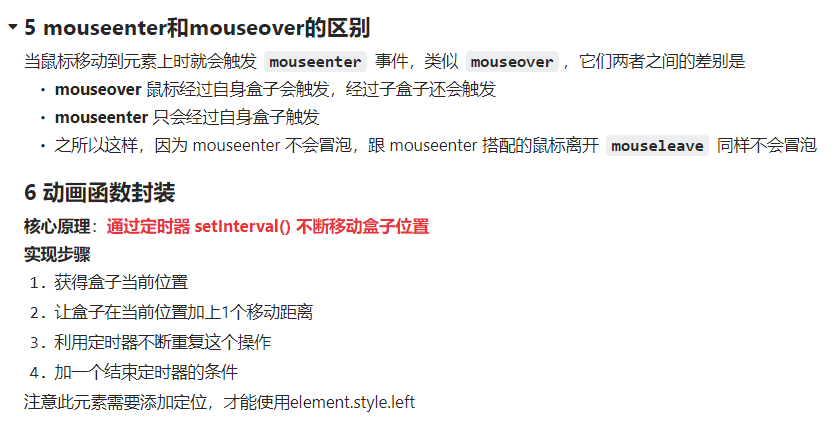 5 mouseenter和mouseover的区别
当鼠标移动到元素上时就会触发 mouseenter 事件，类似 mouseover ，它们两者之间的差别是
• mouseover 鼠标经过自身盒子会触发，经过子盒子还会触发
• mouseenter 只会经过自身盒子触发
• 之所以这样，因为 mouseenter 不会冒泡，跟 mouseenter 搭配的鼠标离开 mouseleave 同样不会冒泡
6 动画函数封装
核心原理：通过定时器 setInterval() 不断移动盒子位置
实现步骤
1. 获得盒子当前位置
2. 让盒子在当前位置加上1个移动距离
3. 利用定时器不断重复这个操作
4. 加一个结束定时器的条件
注意此元素需要添加定位，才能使用element.style.left